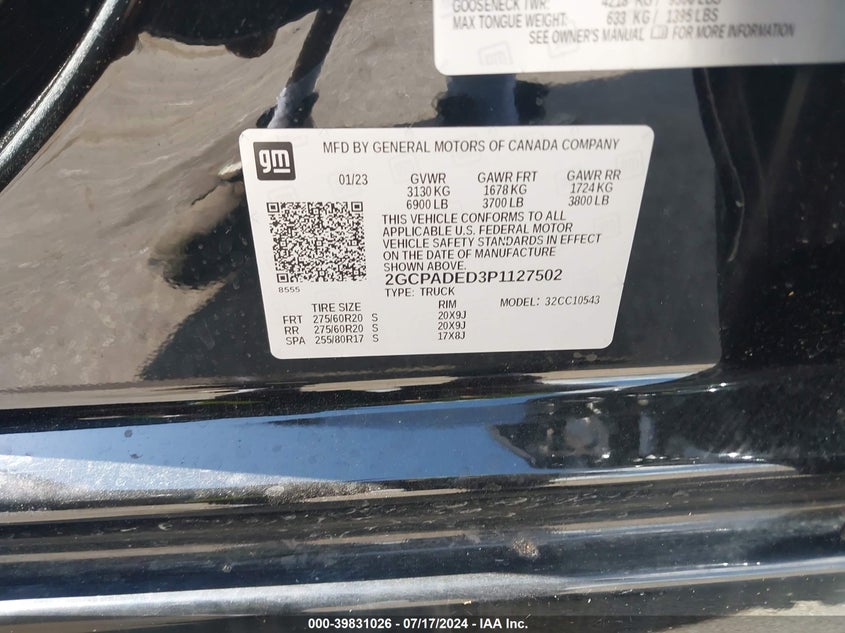 GOOSENECK TWR: 4218 KG / 9300 LBS
MAX TONGUE WEIGHT: 633 KG / 1395 LBS
SEE OWNER'S MANUAL FOR MORE INFORMATION
gm
MFD BY GENERAL MOTORS OF CANADA COMPANY
01/23 GVWR GAWR FRT GAWR RR
3130 KG 1678 KG 1724 KG
6900 LB 3700 LB 3800 LB
THIS VEHICLE CONFORMS TO ALL
APPLICABLE U.S. FEDERAL MOTOR
VEHICLE SAFETY STANDARDS IN EFFECT
ON THE DATE OF MANUFACTURE
SHOWN ABOVE.
2GCPADED3P1127502
8555
TYPE: TRUCK MODEL: 32CC10543
TIRE SIZE RIM
FRT 275/60R20 S 20X9J
RR 275/60R20 S 20X9J
SPA 255/80R17 S 17X8J
000-39831026 - 07/17/2024 - IAA Inc.